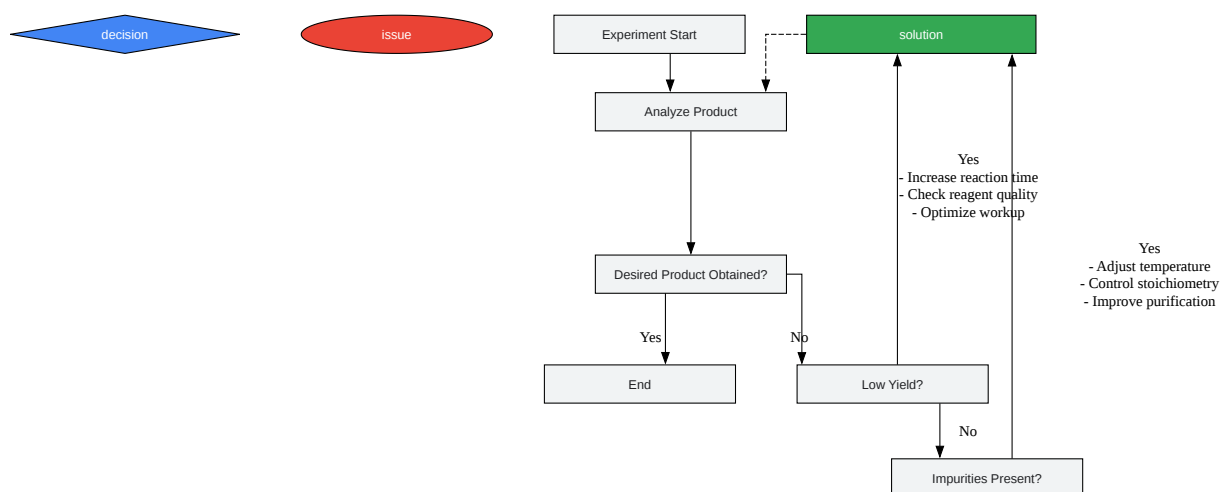 decision
issue
Experiment Start
solution
Analyze Product
Yes
- Increase reaction time
- Check reagent quality
- Optimize workup
Yes
- Adjust temperature
- Control stoichiometry
- Improve purification
Desired Product Obtained?
Yes
No
End
Low Yield?
No
Impurities Present?